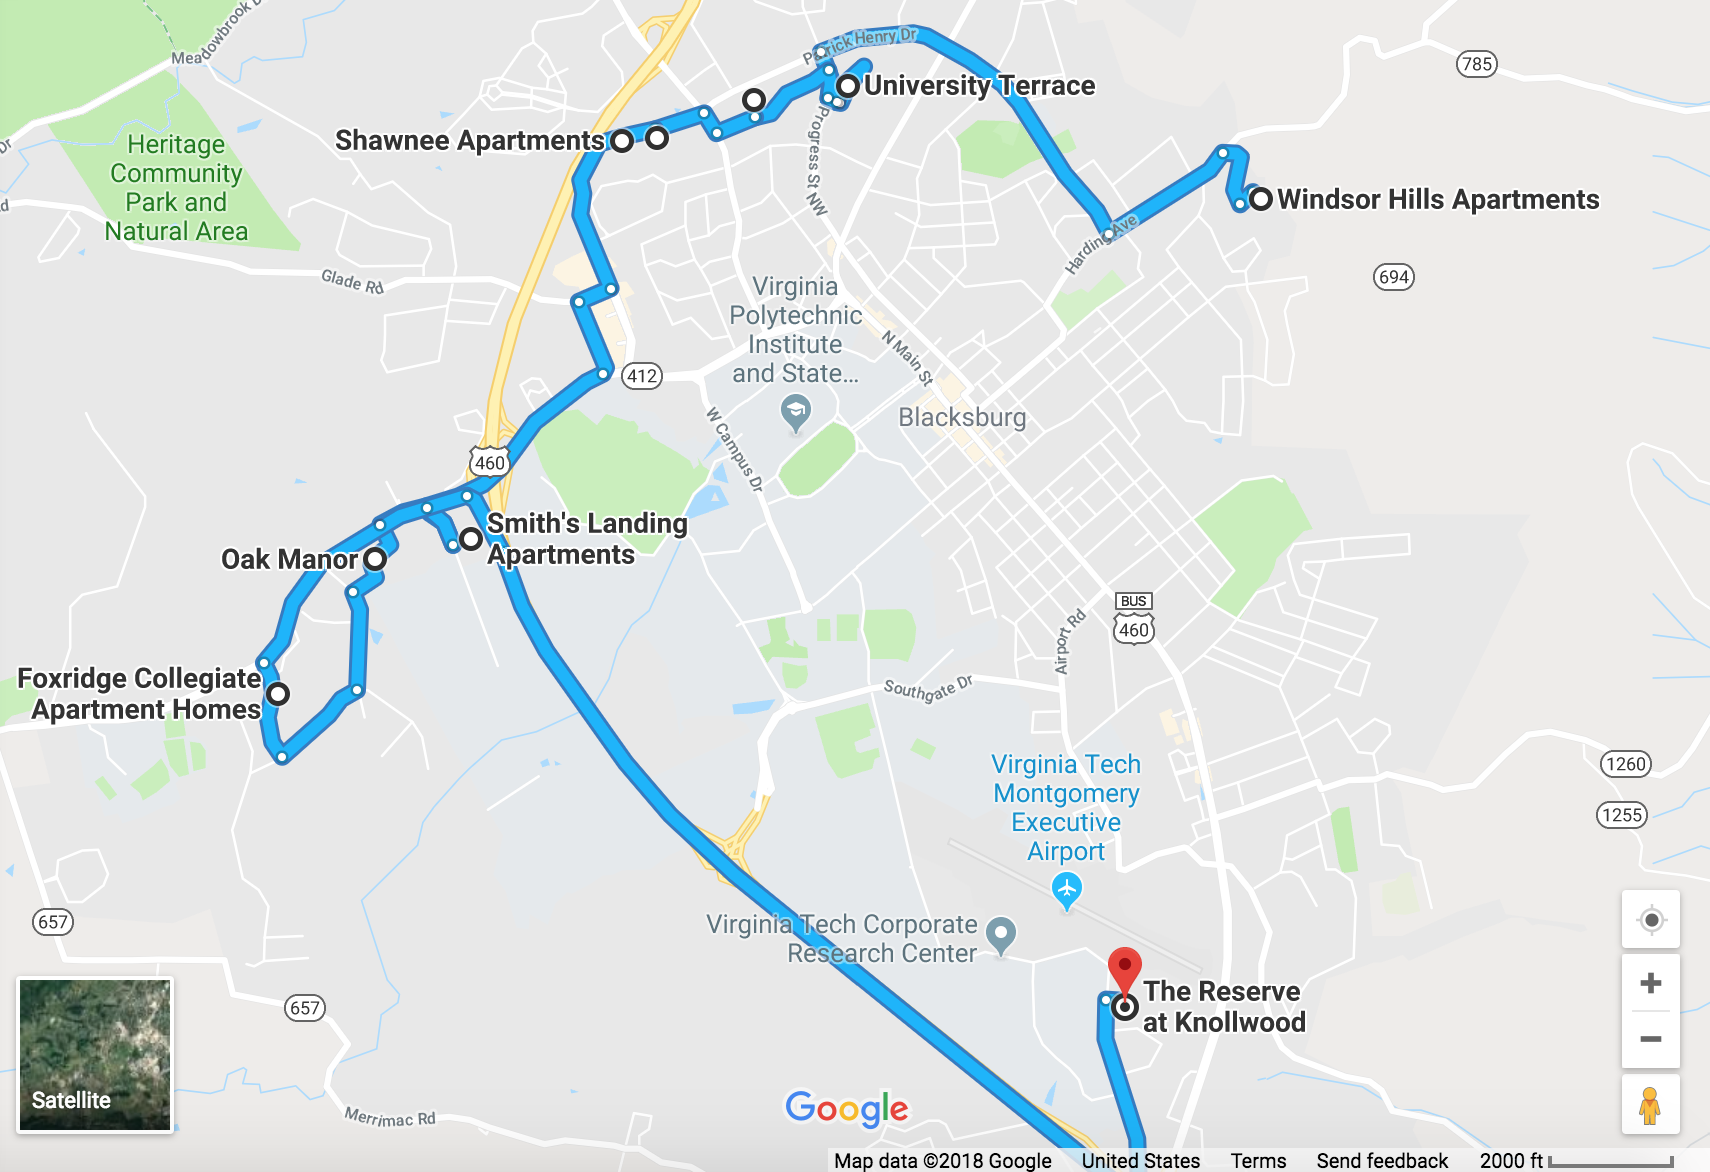 Meadowbrook D
Patrick Henry Dr
785
University Terrace
Shawnee Apartments
Dr
Heritage
Community
Park and
Natural Area
Progress St NW
Windsor Hills Apartments
Harding Ave
Glade Rd
694
Virginia
Polytechnic
Institute
and State...
N Main St
412
Blacksburg
W Campus Dr
460
Smith's Landing
Apartments
Oak Manor
BUS
460
Airport Rd
Foxridge Collegiate
Apartment Homes
Southgate Dr
Virginia Tech
Montgomery
Executive
Airport
1260
1255
657
Virginia Tech Corporate
Research Center
The Reserve
at Knollwood
657
Satellite
Merrimac Rd
Google
Map data ©2018 Google United States Terms Send feedback 2000 ft